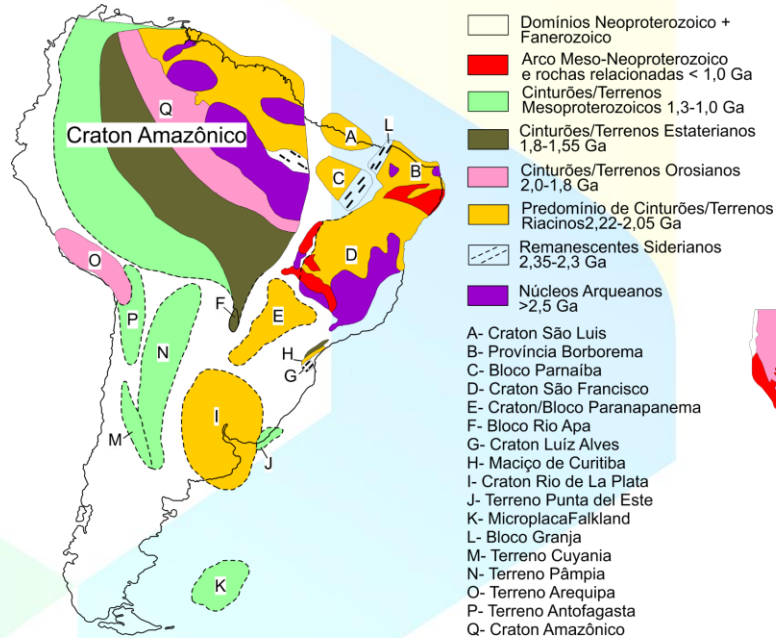 Craton Amazônico
Q
A
L
C
B
D
O
P
F
E
N
H
G
I
M
J
K
Domínios Neoproterozoico +
Fanerozoico
Arco Meso-Neoproterozoico
e rochas relacionadas < 1,0 Ga
Cinturões/Terrenos
Mesoproterozoicos 1,3-1,0 Ga
Cinturões/Terrenos Estaterianos
1,8-1,55 Ga
Cinturões/Terrenos Orosianos
2,0-1,8 Ga
Predomínio de Cinturões/Terrenos
Riacinos2,22-2,05 Ga
Remanescentes Siderianos
2,35-2,3 Ga
Núcleos Arqueanos
>2,5 Ga
A- Craton São Luis
B- Província Borborema
C- Bloco Parnaíba
D- Craton São Francisco
E- Craton/Bloco Paranapanema
F- Bloco Rio Apa
G- Craton Luíz Alves
H- Maciço de Curitiba
I- Craton Rio de La Plata
J- Terreno Punta del Este
K- MicroplacaFalkland
L- Bloco Granja
M- Terreno Cuyania
N- Terreno Pâmpia
O- Terreno Arequipa
P- Terreno Antofagasta
Q- Craton Amazônico